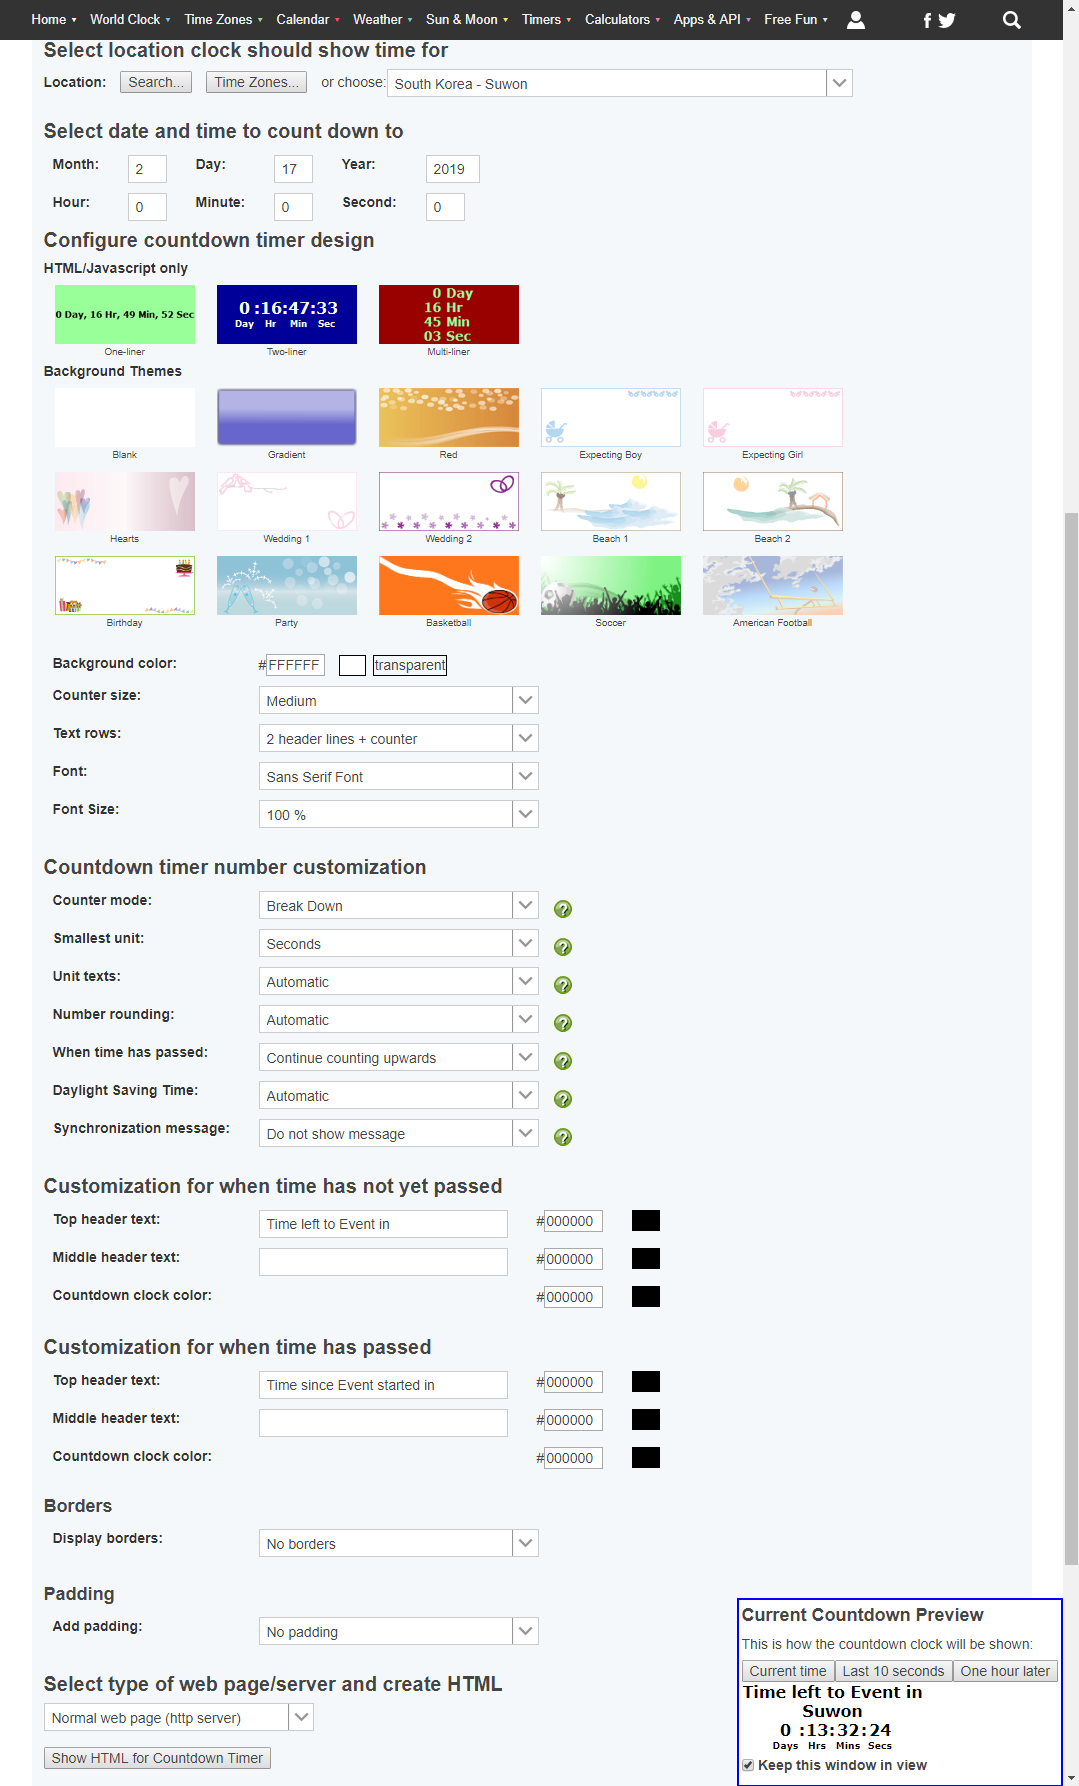 Home World Clock Time Zones Calendar Weather Sun & Moon Timers Calculators Apps & API Free Fun
Select location clock should show time for
Location: Search... Time Zones... or choose: South Korea - Suwon
Select date and time to count down to
Month: 2 Day: 17 Year: 2019
Hour: 0 Minute: 0 Second: 0
Configure countdown timer design
HTML/Javascript only
0 Day, 16 Hr, 49 Min, 52 Sec
0 :16:47:33
Day Hr Min Sec
0 Day
16 Hr
45 Min
03 Sec
One-liner Two-liner Multi-liner
Background Themes
Blank Gradient Red Expecting Boy Expecting Girl
Hearts Wedding 1 Wedding 2 Beach 1 Beach 2
Birthday Party Basketball Soccer American Football
Background color: #FFFFFF transparent
Counter size: Medium
Text rows: 2 header lines + counter
Font: Sans Serif Font
Font Size: 100 %
Countdown timer number customization
Counter mode: Break Down ?
Smallest unit: Seconds ?
Unit texts: Automatic ?
Number rounding: Automatic ?
When time has passed: Continue counting upwards ?
Daylight Saving Time: Automatic ?
Synchronization message: Do not show message ?
Customization for when time has not yet passed
Top header text: Time left to Event in #000000
Middle header text: #000000
Countdown clock color: #000000
Customization for when time has passed
Top header text: Time since Event started in #000000
Middle header text: #000000
Countdown clock color: #000000
Borders
Display borders: No borders
Padding
Add padding: No padding
Select type of web page/server and create HTML
Normal web page (http server)
Show HTML for Countdown Timer
Current Countdown Preview
This is how the countdown clock will be shown:
Current time Last 10 seconds One hour later
Time left to Event in
Suwon
0 :13:32:24
Days Hrs Mins Secs
Keep this window in view